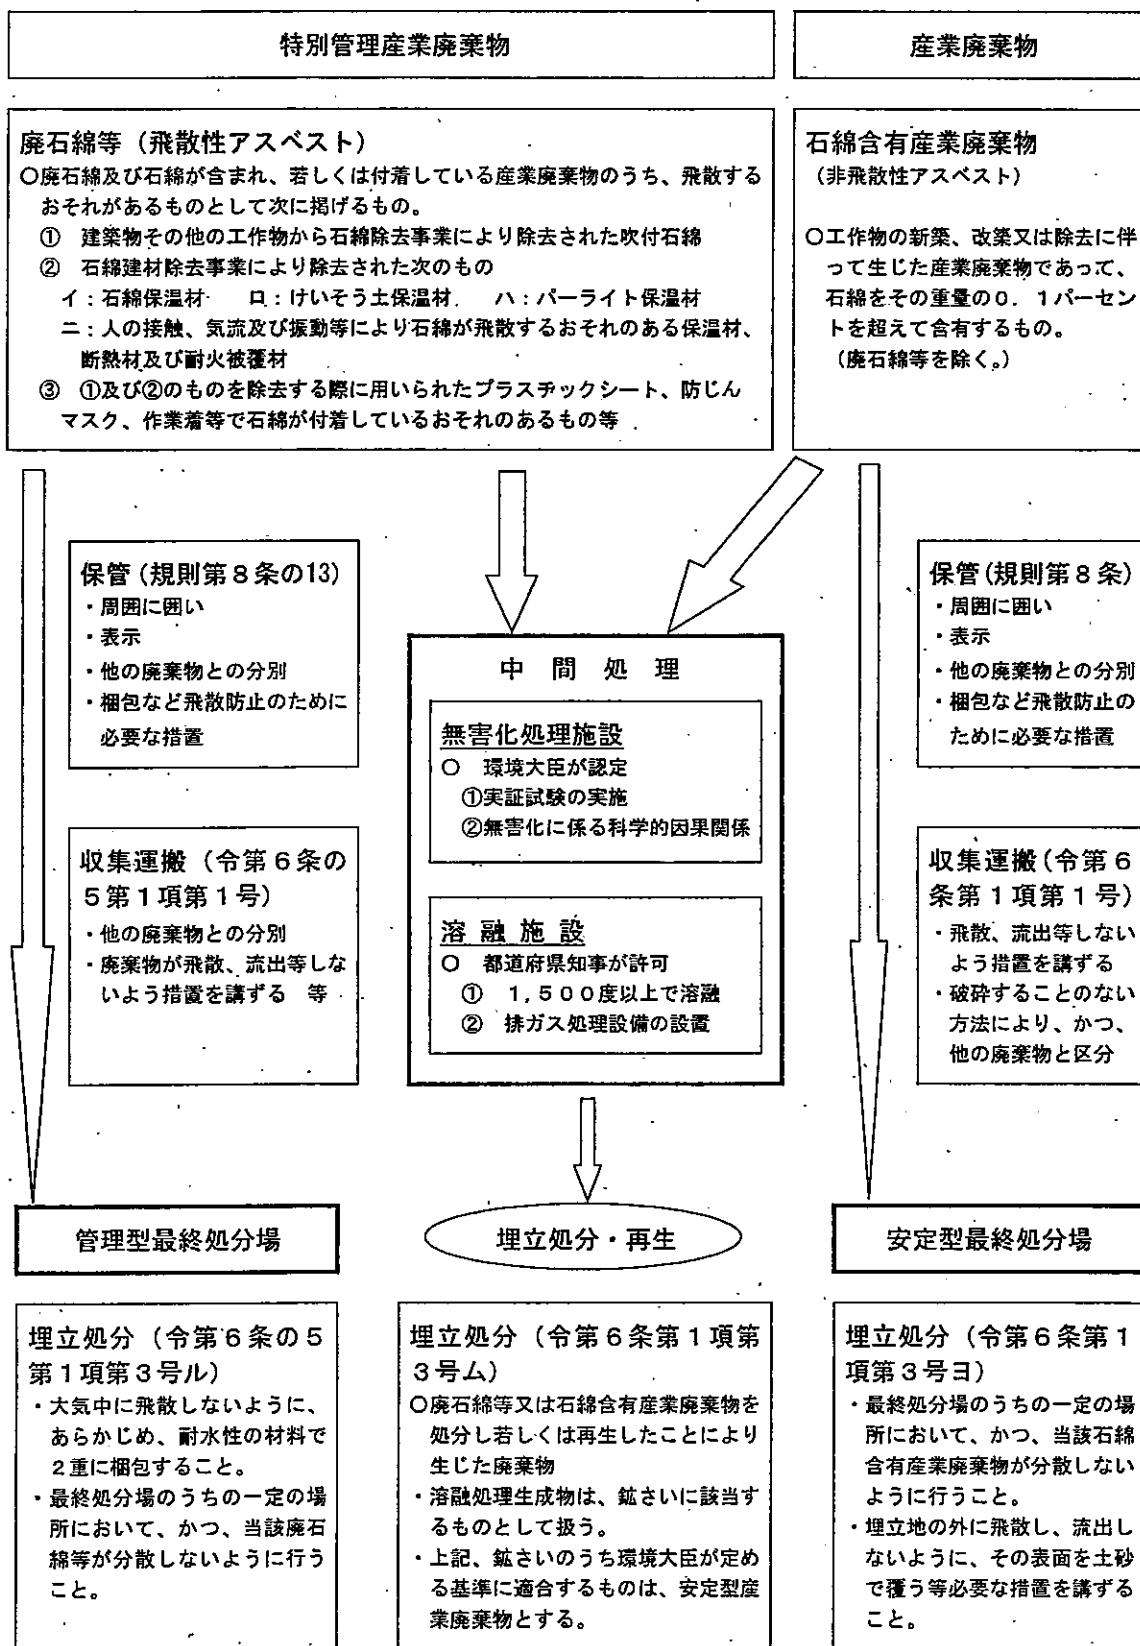 特別管理産業廃棄物
産業廃棄物
廃石綿等（飛散性アスベスト）
〇廃石綿及び石綿が含まれ、若しくは付着している産業廃棄物のうち、飛散する
おそれがあるものとして次に掲げるもの。
① 建築物その他の工作物から石綿除去事業により除去された吹付石綿
② 石綿建材除去事業により除去された次のもの
イ：石綿保温材 ロ：けいそう土保温材 ハ：パーライト保温材
ニ：人の接触、気流及び振動等により石綿が飛散するおそれのある保温材、
断熱材及び耐火被覆材
③ ①及び②のものを除去する際に用いられたプラスチックシート、防じん
マスク、作業着等で石綿が付着しているおそれのあるもの等
石綿含有産業廃棄物
（非飛散性アスベスト）
〇工作物の新築、改築又は除去に伴
って生じた産業廃棄物であって、
石綿をその重量の０．１パーセン
トを超えて含有するもの。
（廃石綿等を除く。）
保管（規則第８条の13）
・周囲に囲い
・表示
・他の廃棄物との分別
・梱包など飛散防止のために
必要な措置
収集運搬（令第６条の
５第１項第１号）
・他の廃棄物との分別
・廃棄物が飛散、流出等しな
いよう措置を講ずる 等
中間処理
無害化処理施設
〇 環境大臣が認定
①実証試験の実施
②無害化に係る科学的因果関係
溶融施設
〇 都道府県知事が許可
① １，５００度以上で溶融
② 排ガス処理設備の設置
保管（規則第８条）
・周囲に囲い
・表示
・他の廃棄物との分別
・梱包など飛散防止の
ために必要な措置
収集運搬（令第６
条第１項第１号）
・飛散、流出等しない
よう措置を講ずる
・破砕することのない
方法により、かつ、
他の廃棄物と区分
管理型最終処分場
埋立処分・再生
安定型最終処分場
埋立処分（令第６条の５
第１項第３号ル）
・大気中に飛散しないように、
あらかじめ、耐水性の材料で
２重に梱包すること。
・最終処分場のうちの一定の場
所において、かつ、当該廃石
綿等が分散しないように行う
こと。
埋立処分（令第６条第１項第
３号ム）
〇廃石綿等又は石綿含有産業廃棄物を
処分し若しくは再生したことにより
生じた廃棄物
・溶融処理生成物は、鉱さいに該当す
るものとして扱う。
・上記、鉱さいのうち環境大臣が定め
る基準に適合するものは、安定型産
業廃棄物とする。
埋立処分（令第６条第１
項第３号ヨ）
・最終処分場のうちの一定の場
所において、かつ、当該石綿
含有産業廃棄物が分散しない
ように行うこと。
・埋立地の外に飛散し、流出し
ないように、その表面を土砂
で覆う等必要な措置を講ずる
こと。